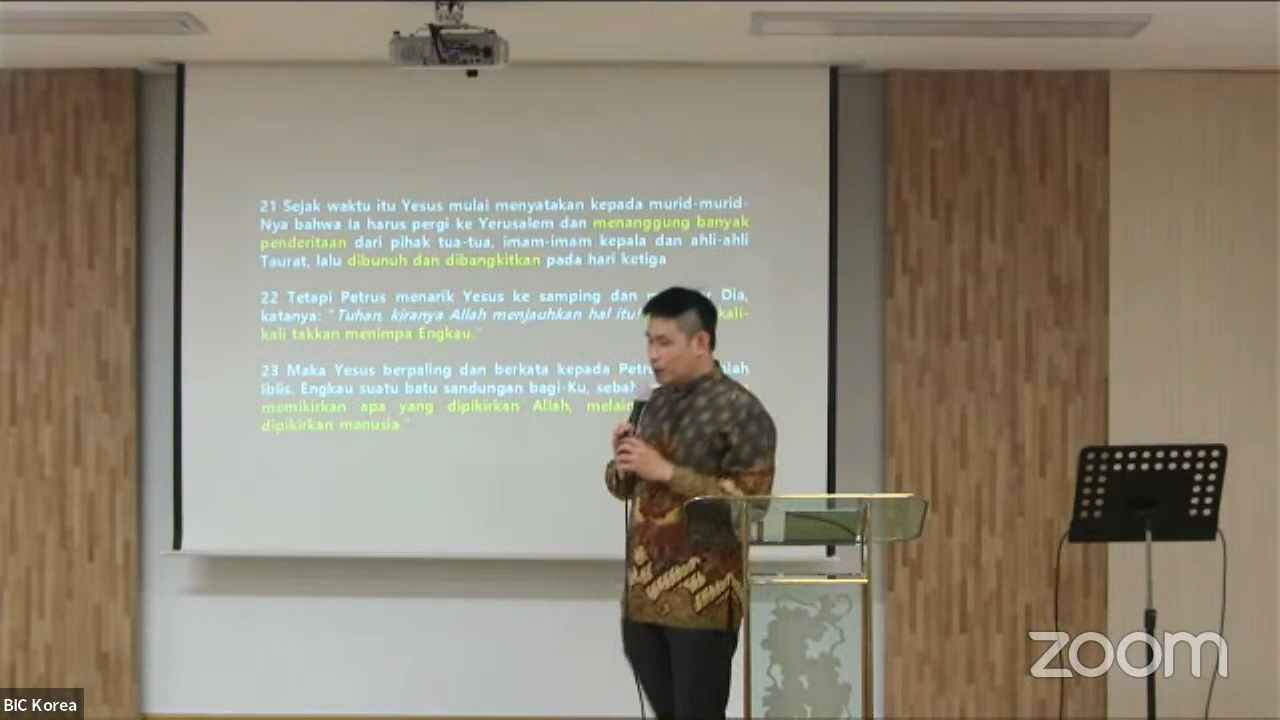 21 Sejak waktu itu Yesus mulai menyatakan kepada murid-murid-
Nya bahwa Ia harus pergi ke Yerusalem dan menanggung banyak
penderitaan dari pihak tua-tua, imam-imam kepala dan ahli-ahli
Taurat, lalu dibunuh dan dibangkitkan pada hari ketiga
22 Tetapi Petrus menarik Yesus ke samping dan Dia,
katanya: "Tuhan, kiranya Allah menjauhkan hal itu! kali-
kali takkan menimpa Engkau."
23 Maka Yesus berpaling dan berkata kepada
Iblis. Engkau suatu batu sandungan bagi-Ku,
memikirkan apa yang dipikirkan Allah,
dipikirkan manusia."
zoom
BIC Korea